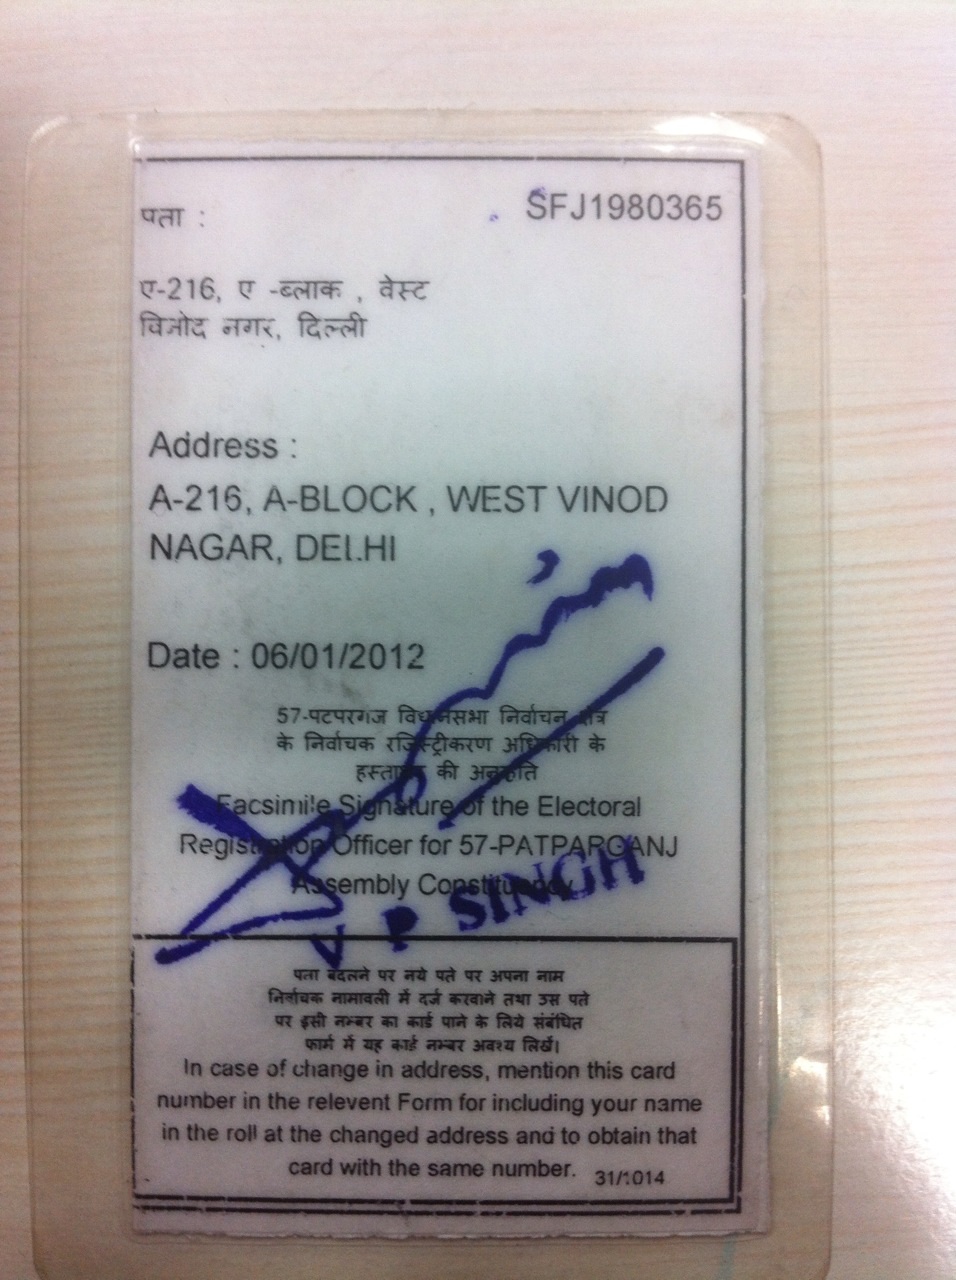 SFJ1980365
पता :
ए-216, ए -ब्लाक , वेस्ट
विनोद नगर, दिल्ली
Address :
A-216, A-BLOCK , WEST VINOD
NAGAR, DELHI
Date : 06/01/2012
57-पटपरगज विधानसभा निर्वाचन क्षेत्र
के निर्वाचक रजिस्ट्रीकरण अधिकारी के
हस्ताक्षर की अनुकृति
Facsimile Signature of the Electoral
Registration Officer for 57-PATPARGANJ
Assembly Constituency
V P SINGH
पता बदलने पर नये पते पर अपना नाम
निर्वाचक नामावली में दर्ज करवाने तथा उस पते
पर इसी नम्बर का कार्ड पाने के लिये संबंधित
फार्म में यह कार्ड नम्बर अवश्य लिखें।
In case of change in address, mention this card
number in the relevent Form for including your name
in the roll at the changed address and to obtain that
card with the same number.
31/1014